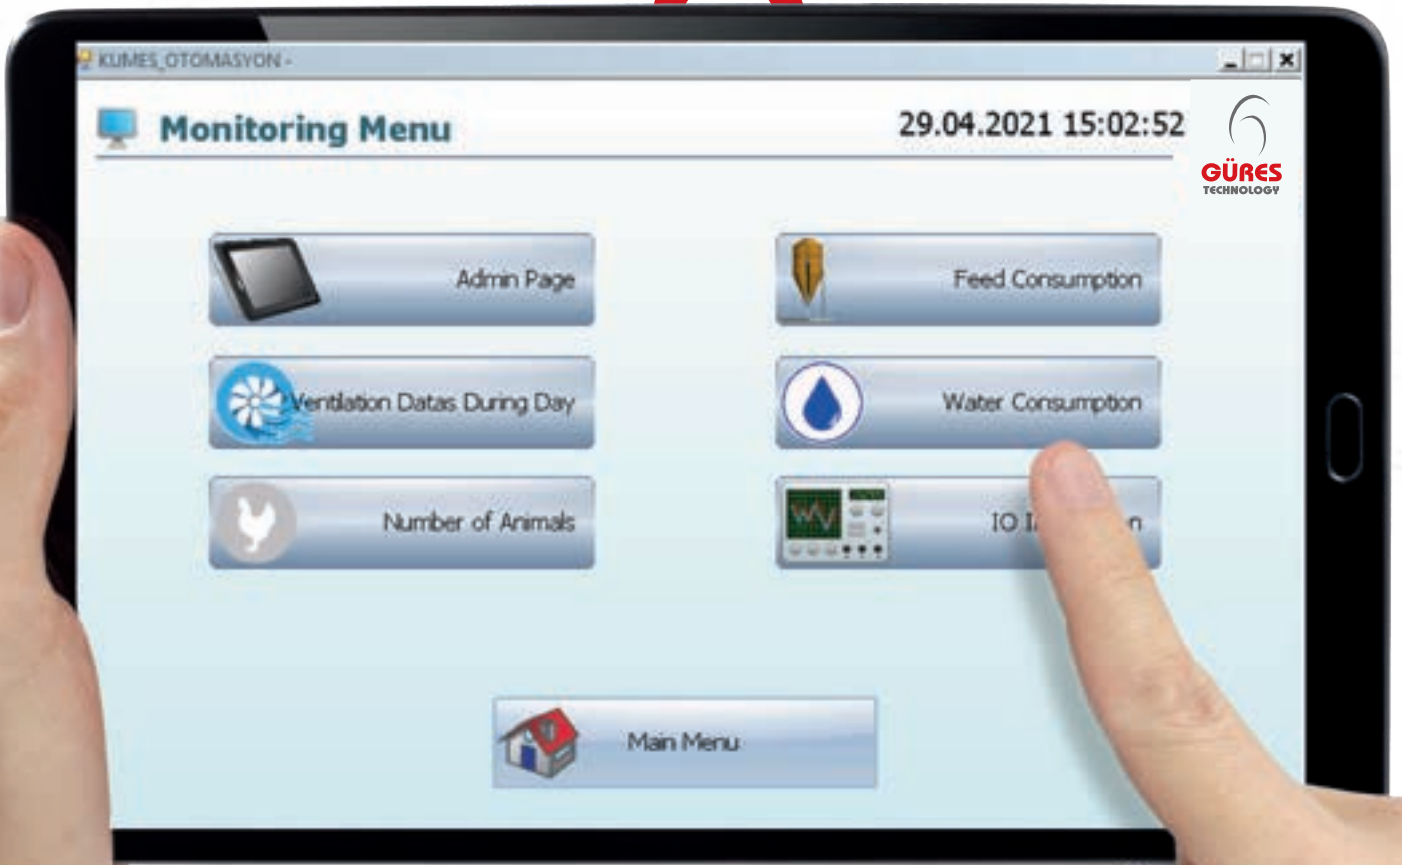 KUMES_OTOMASYON -
Monitoring Menu
29.04.2021 15:02:52
GÜRES
TECHNOLOGY
Admin Page
Feed Consumption
Ventilation Datas During Day
Water Consumption
Number of Animals
IO
Main Menu